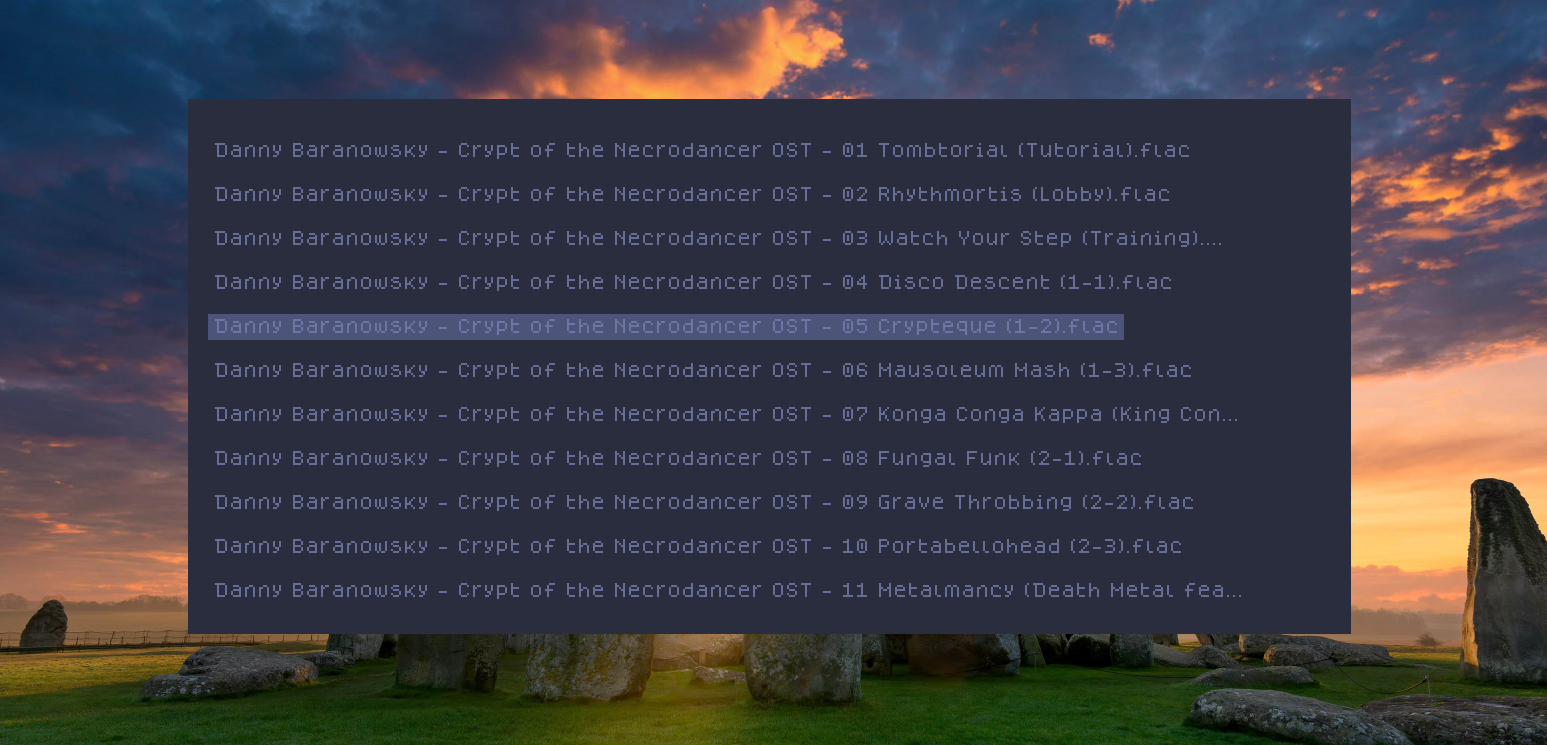 Danny Baranowsky - Crypt of the Necrodancer OST - 01 Tombtorial (Tutorial).flac
Danny Baranowsky - Crypt of the Necrodancer OST - 02 Rhythmortis (Lobby).flac
Danny Baranowsky - Crypt of the Necrodancer OST - 03 Watch Your Step (Training)....
Danny Baranowsky - Crypt of the Necrodancer OST - 04 Disco Descent (1-1).flac
Danny Baranowsky - Crypt of the Necrodancer OST - 05 Crypteque (1-2).flac
Danny Baranowsky - Crypt of the Necrodancer OST - 06 Mausoleum Mash (1-3).flac
Danny Baranowsky - Crypt of the Necrodancer OST - 07 Konga Conga Kappa (King Con...
Danny Baranowsky - Crypt of the Necrodancer OST - 08 Fungal Funk (2-1).flac
Danny Baranowsky - Crypt of the Necrodancer OST - 09 Grave Throbbing (2-2).flac
Danny Baranowsky - Crypt of the Necrodancer OST - 10 Portabellohead (2-3).flac
Danny Baranowsky - Crypt of the Necrodancer OST - 11 Metalmancy (Death Metal fea...